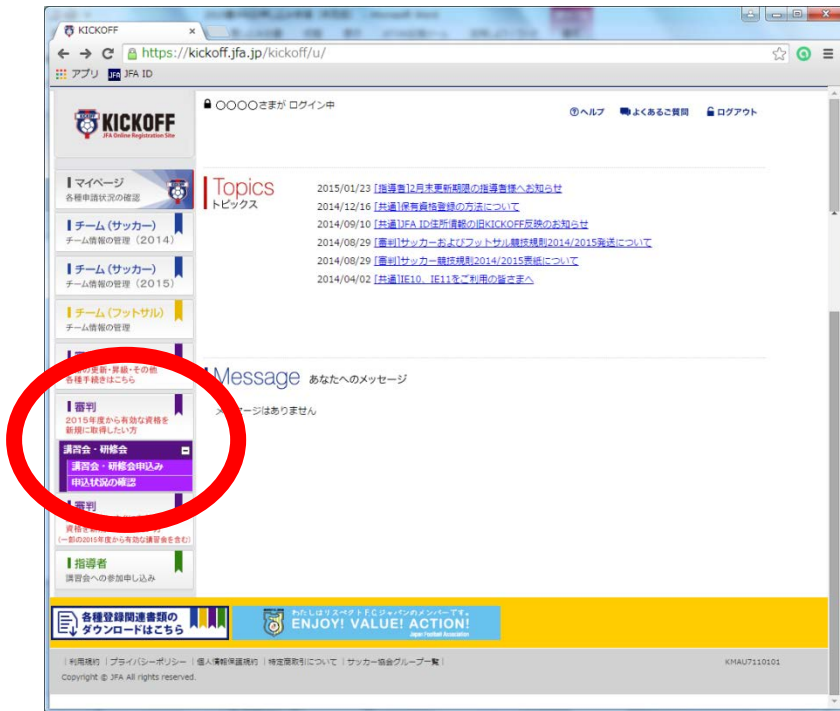 KICKOFF
https://kickoff.jfa.jp/kickoff/u/
アプリ JFA JFA ID
KICKOFF
JFA Online Registration Site
○○○○さまが ログイン中
ヘルプ よくあるご質問 ログアウト
マイページ
各種申請状況の確認
チーム (サッカー)
チーム情報の管理 (2014)
チーム (サッカー)
チーム情報の管理 (2015)
チーム (フットサル)
チーム情報の管理
の更新・昇級・その他
各種手続きはこちら
審判
2015年度から有効な資格を
新規に取得したい方
講習会・研修会
講習会・研修会申込み
申込状況の確認
審判
(一部の2015年度から有効な講習会を含む)
指導者
講習会への参加申し込み
Topics
トピックス
2015/01/23 [指導者]2月末更新期限の指導者様へお知らせ
2014/12/16 [共通]保有資格登録の方法について
2014/09/10 [共通]JFA ID住所情報の旧KICKOFF反映のお知らせ
2014/08/29 [審判]サッカーおよびフットサル競技規則2014/2015発送について
2014/08/29 [審判]サッカー競技規則2014/2015表紙について
2014/04/02 [共通]IE10、IE11をご利用の皆さまへ
Message あなたへのメッセージ
メッセージはありません
各種登録関連書類の
ダウンロードはこちら
わたしはリスペクトF.C.ジャパンのメンバーです。
ENJOY! VALUE! ACTION!
Japan Football Association
| 利用規約 | プライバシーポリシー | 個人情報保護規約 | 特定商取引について | サッカー協会グループ一覧 |
KMAU7110101
Copyright © JFA All rights reserved.